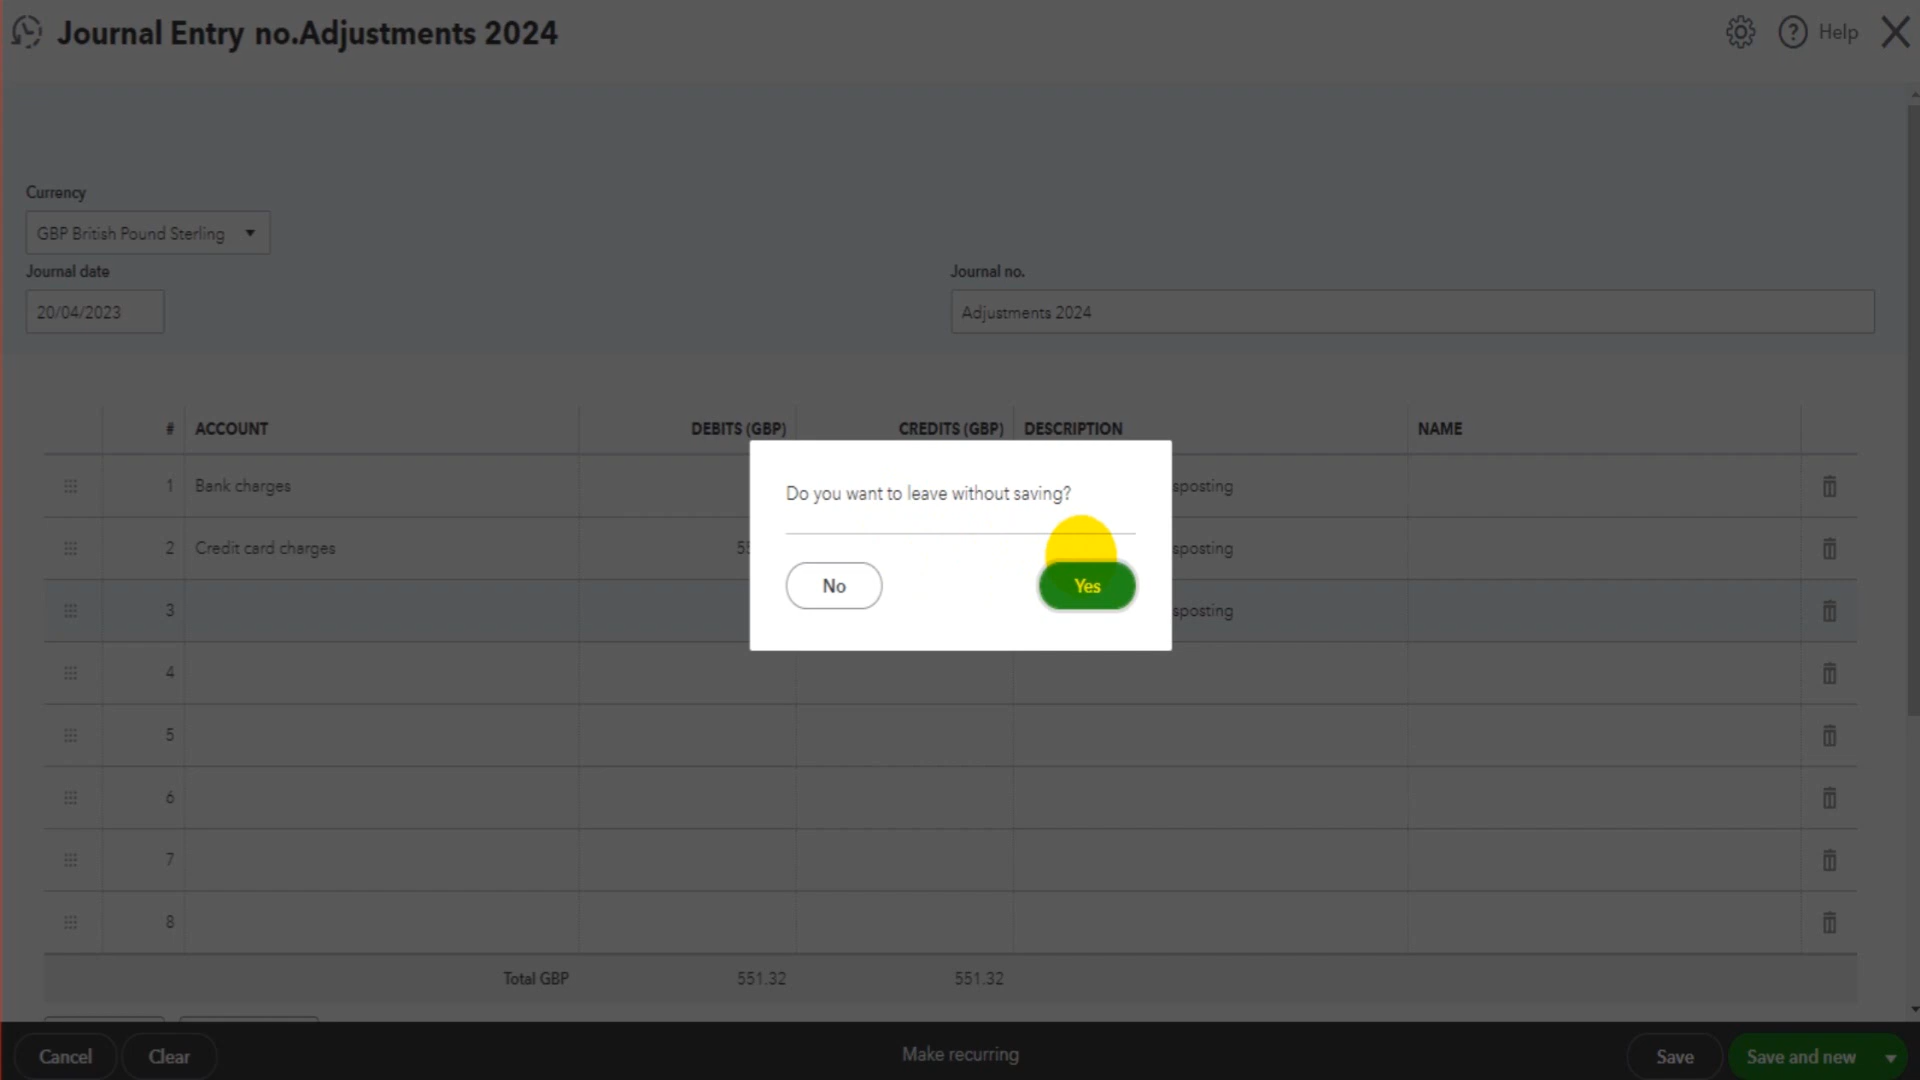 Journal Entry no.Adjustments 2024
Help
Currency
GBP British Pound Sterling
Journal date
Journal no.
20/04/2023
Adjustments 2024
# ACCOUNT DEBITS (GBP) CREDITS (GBP) DESCRIPTION NAME
1 Bank charges sposting
2 Credit card charges sposting
3 sposting
4
5
6
7
8
Do you want to leave without saving?
No Yes
Total GBP 551.32 551.32
Cancel Clear Make recurring Save Save and new